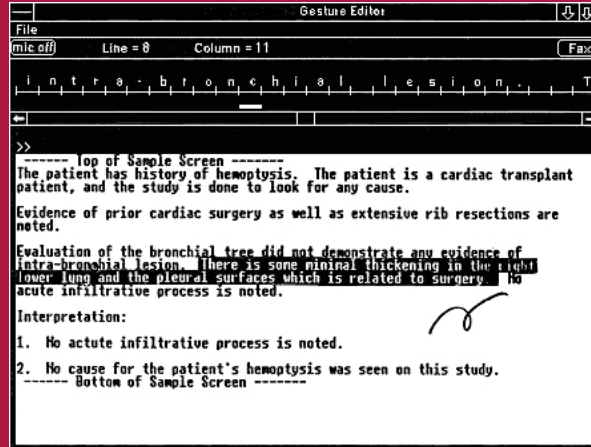 Gesture Editor
File
mic off Line = 8 Column = 11 Fax
intra-bronchial lesion. T
>>
------ Top of Sample Screen -------
The patient has history of hemoptysis. The patient is a cardiac transplant
patient, and the study is done to look for any cause.
Evidence of prior cardiac surgery as well as extensive rib resections are
noted.
Evaluation of the bronchial tree did not demonstrate any evidence of
intra-bronchial lesion. There is some minimal thickening in the right
lower lung and the pleural surfaces which is related to surgery. No
acute infiltrative process is noted.
Interpretation:
1. No actute infiltrative process is noted.
2. No cause for the patient's hemoptysis was seen on this study.
------ Bottom of Sample Screen -------